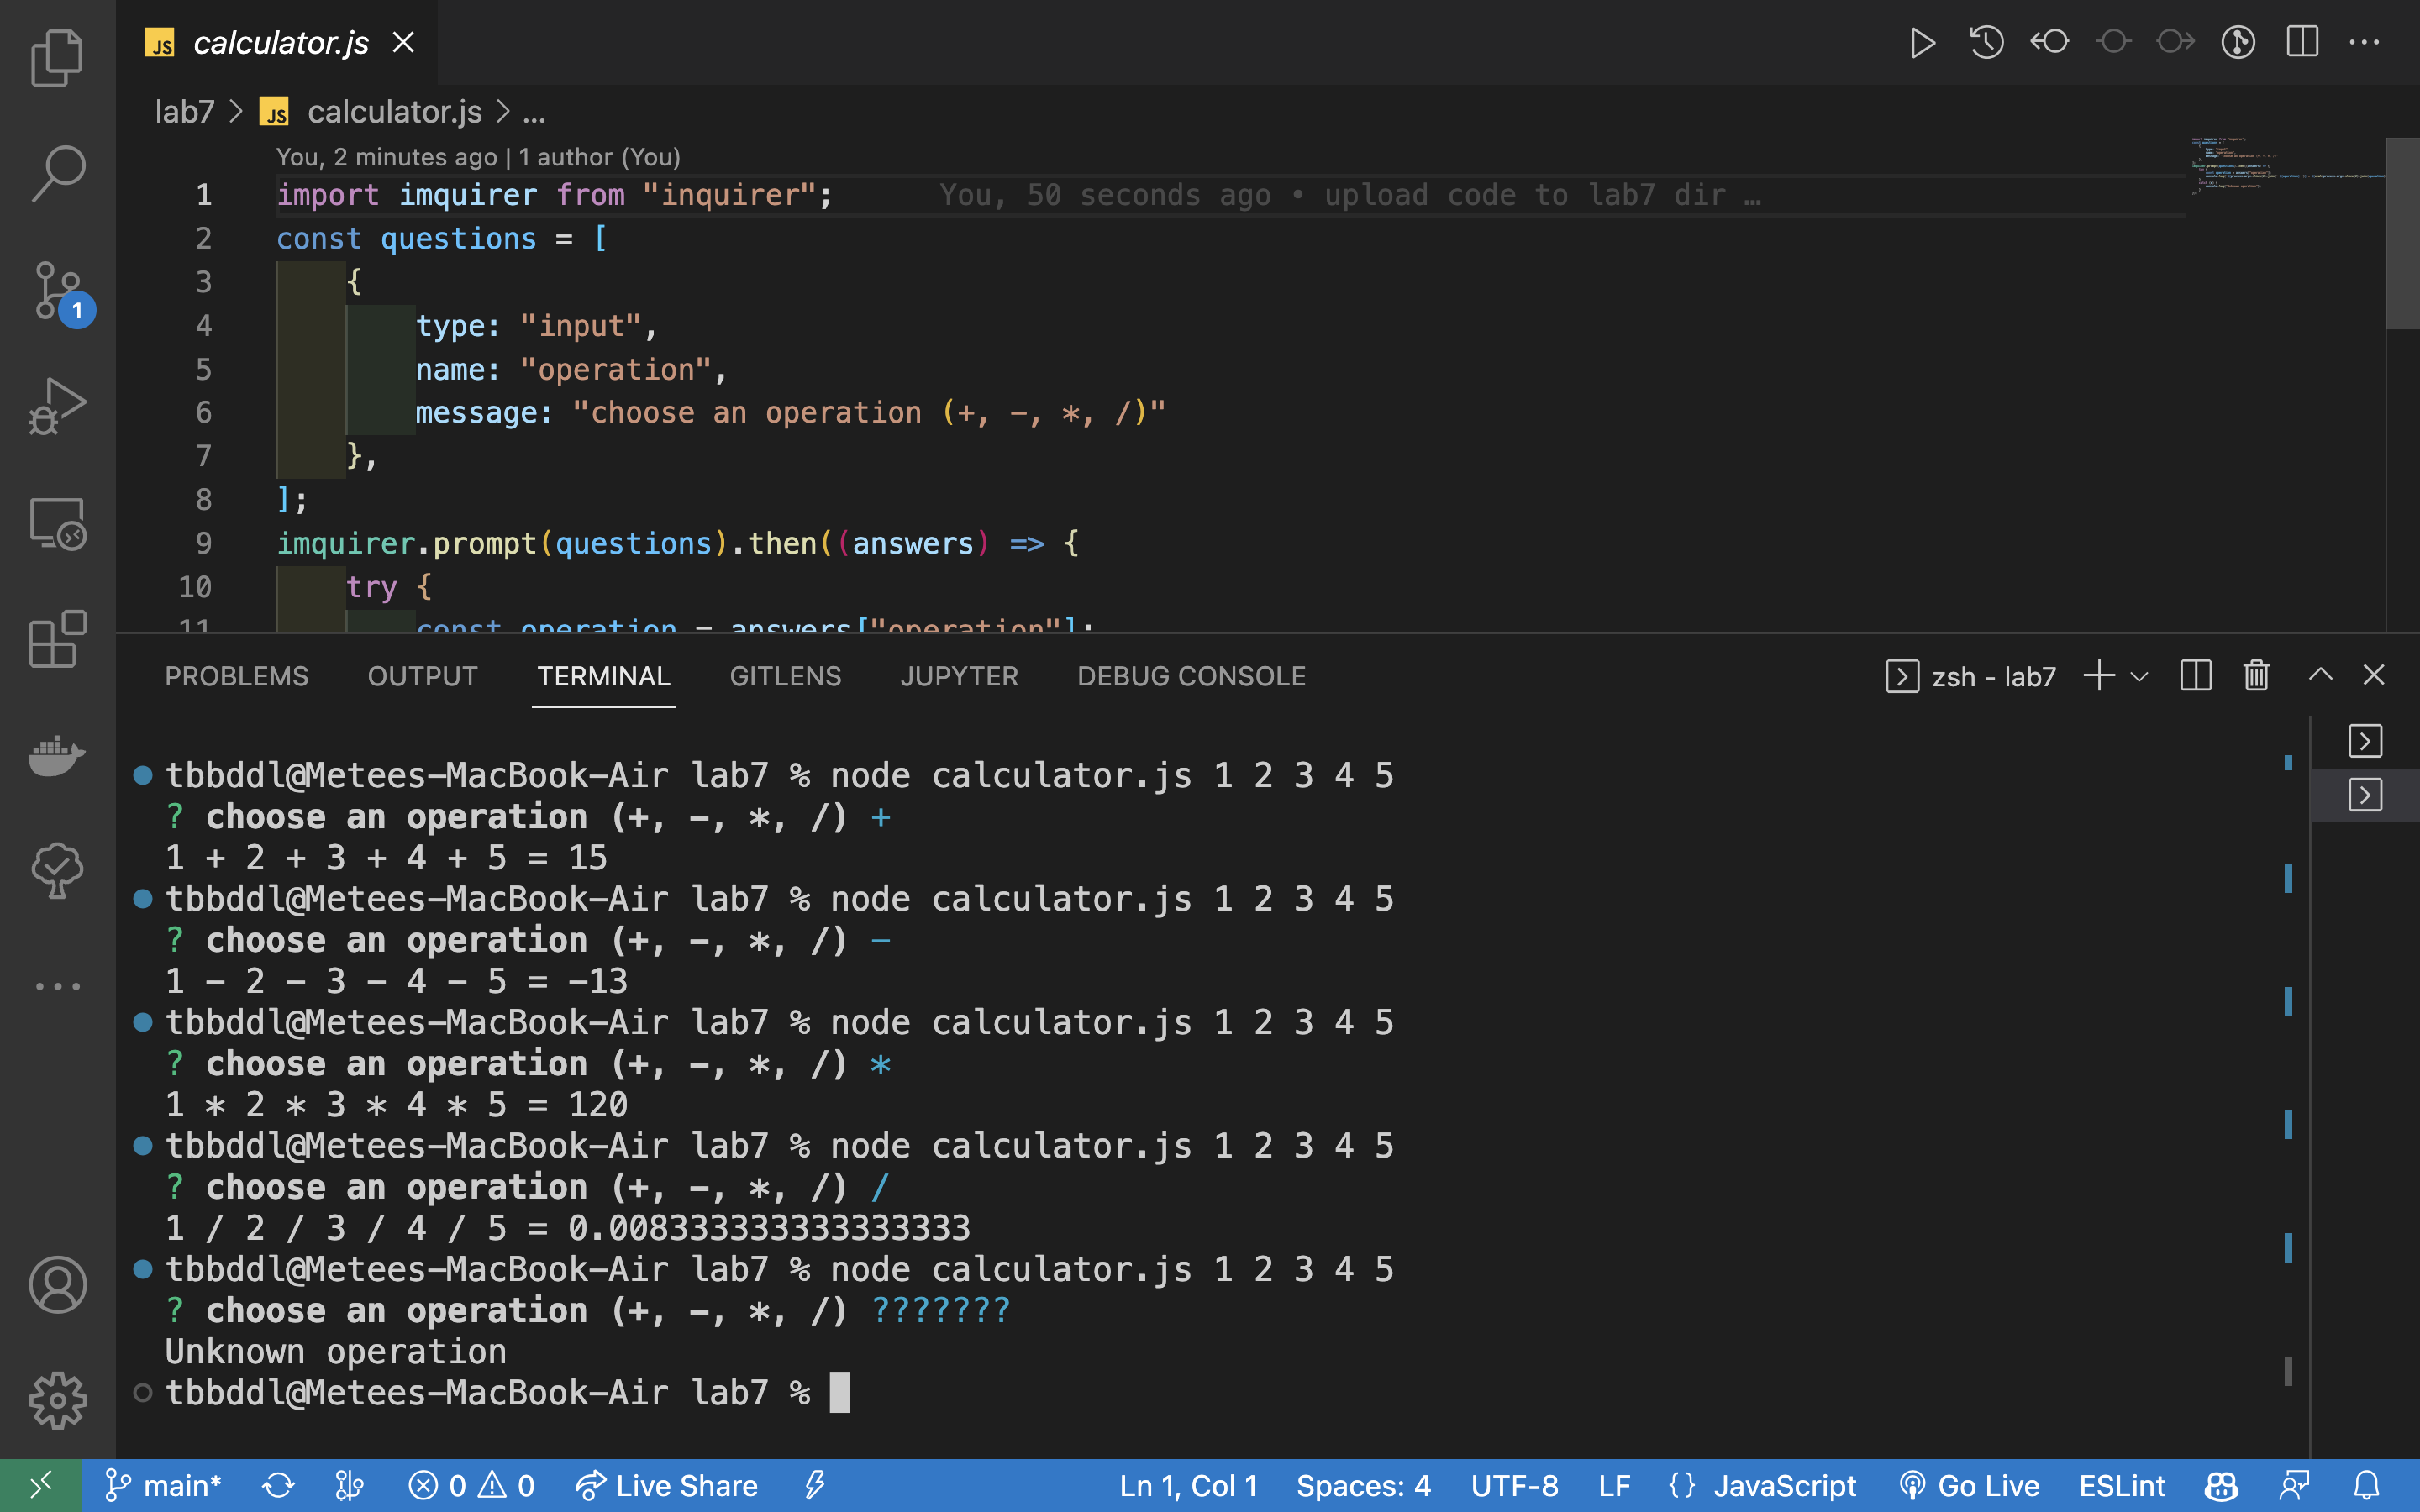 JS calculator.js
lab7 > JS calculator.js > ...
You, 2 minutes ago | 1 author (You)
1 import imquirer from "inquirer"; You, 50 seconds ago • upload code to lab7 dir …
2 const questions = [
3 {
4 type: "input",
5 name: "operation",
6 message: "choose an operation (+, -, *, /)"
7 },
8 ];
9 imquirer.prompt(questions).then((answers) => {
10 try {
11 const operation = answers["operation"];
1
PROBLEMS OUTPUT TERMINAL GITLENS JUPYTER DEBUG CONSOLE zsh - lab7
tbbddl@Metees-MacBook-Air lab7 % node calculator.js 1 2 3 4 5
? choose an operation (+, -, *, /) +
1 + 2 + 3 + 4 + 5 = 15
tbbddl@Metees-MacBook-Air lab7 % node calculator.js 1 2 3 4 5
? choose an operation (+, -, *, /) -
1 - 2 - 3 - 4 - 5 = -13
tbbddl@Metees-MacBook-Air lab7 % node calculator.js 1 2 3 4 5
? choose an operation (+, -, *, /) *
1 * 2 * 3 * 4 * 5 = 120
tbbddl@Metees-MacBook-Air lab7 % node calculator.js 1 2 3 4 5
? choose an operation (+, -, *, /) /
1 / 2 / 3 / 4 / 5 = 0.008333333333333333
tbbddl@Metees-MacBook-Air lab7 % node calculator.js 1 2 3 4 5
? choose an operation (+, -, *, /) ???????
Unknown operation
tbbddl@Metees-MacBook-Air lab7 %
main* 0 0 Live Share Ln 1, Col 1 Spaces: 4 UTF-8 LF {} JavaScript Go Live ESLint